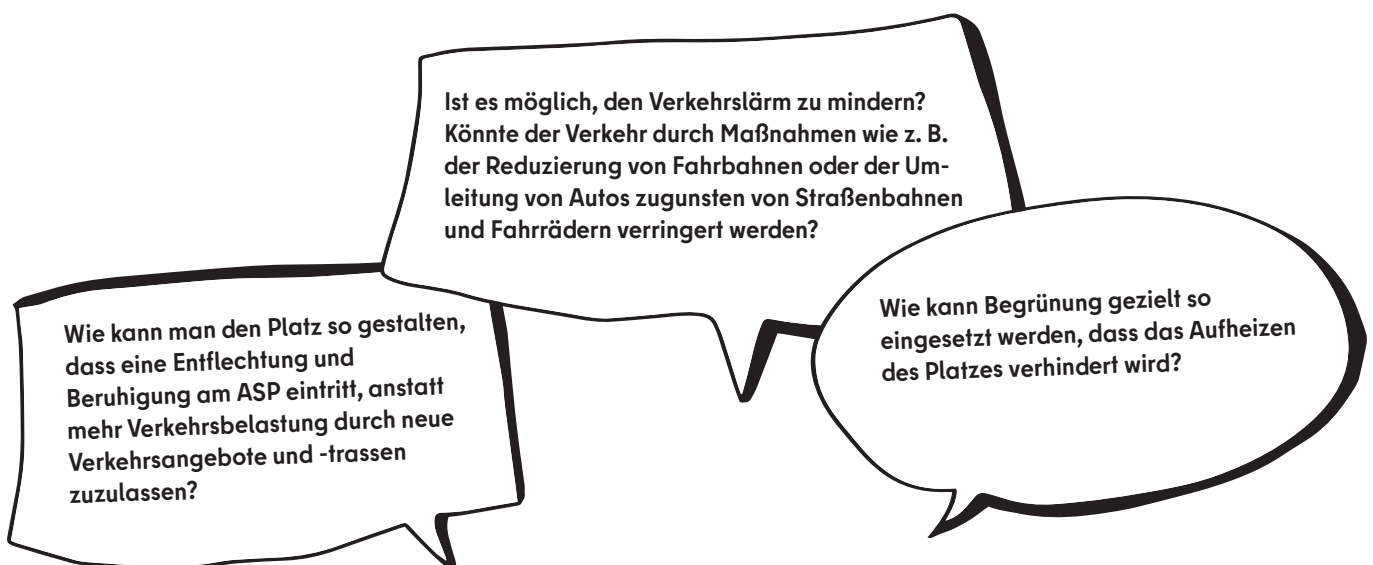 Ist es möglich, den Verkehrslärm zu mindern?
Könnte der Verkehr durch Maßnahmen wie z. B.
der Reduzierung von Fahrbahnen oder der Um-
leitung von Autos zugunsten von Straßenbahnen
und Fahrrädern verringert werden?
Wie kann man den Platz so gestalten,
dass eine Entflechtung und
Beruhigung am ASP eintritt, anstatt
mehr Verkehrsbelastung durch neue
Verkehrsangebote und -trassen
zuzulassen?
Wie kann Begrünung gezielt so
eingesetzt werden, dass das Aufheizen
des Platzes verhindert wird?